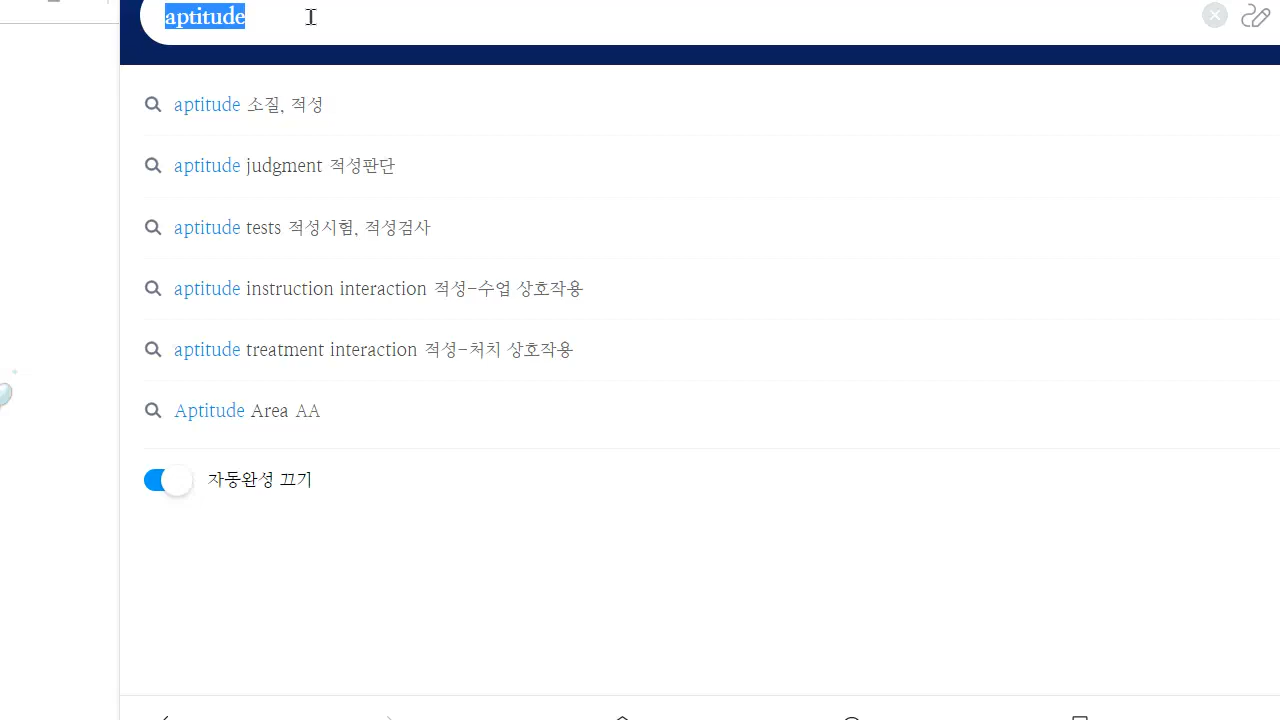 aptitude
aptitude 소질, 적성
aptitude judgment 적성판단
aptitude tests 적성시험, 적성검사
aptitude instruction interaction 적성-수업 상호작용
aptitude treatment interaction 적성-처치 상호작용
Aptitude Area AA
자동완성 끄기